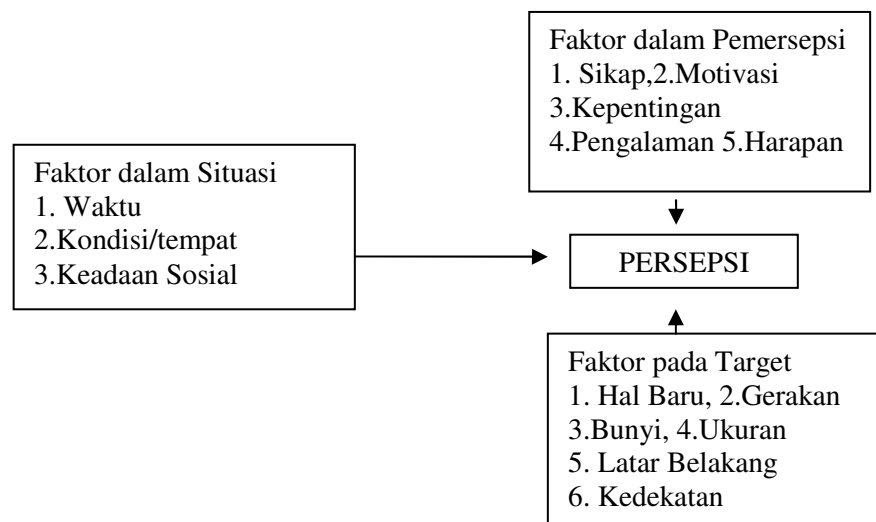 Faktor dalam Pemersepsi
1. Sikap,2.Motivasi
3.Kepentingan
4.Pengalaman 5.Harapan
Faktor dalam Situasi
1. Waktu
2.Kondisi/tempat
3.Keadaan Sosial
PERSEPSI
Faktor pada Target
1. Hal Baru, 2.Gerakan
3.Bunyi, 4.Ukuran
5. Latar Belakang
6. Kedekatan